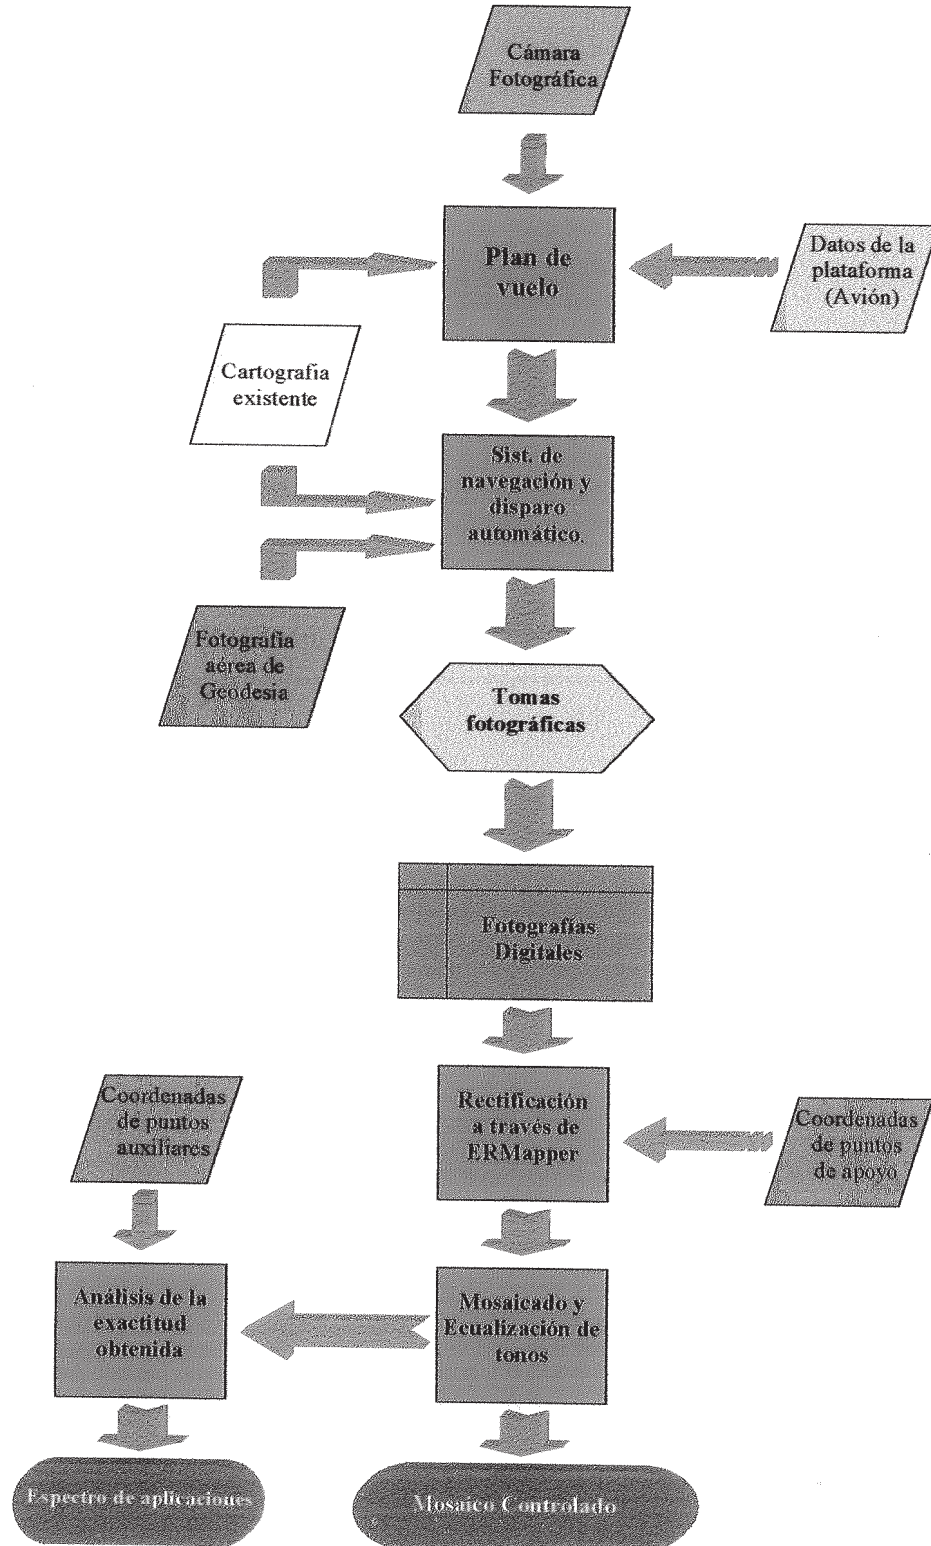 Cámara
Fotográfica
Plan de
vuelo
Datos de la
plataforma
(Avión)
Cartografía
existente
Sist. de
navegación y
disparo
automático.
Fotografía
aérea de
Geodesia
Tomas
fotográficas
Fotografías
Digitales
Coordenadas
de puntos
auxiliares
Rectificación
a través de
ERMapper
Coordenadas
de puntos
de apoyo
Análisis de la
exactitud
obtenida
Mosaicado y
Ecualización de
tonos
Espectro de aplicaciones
Mosaico Controlado